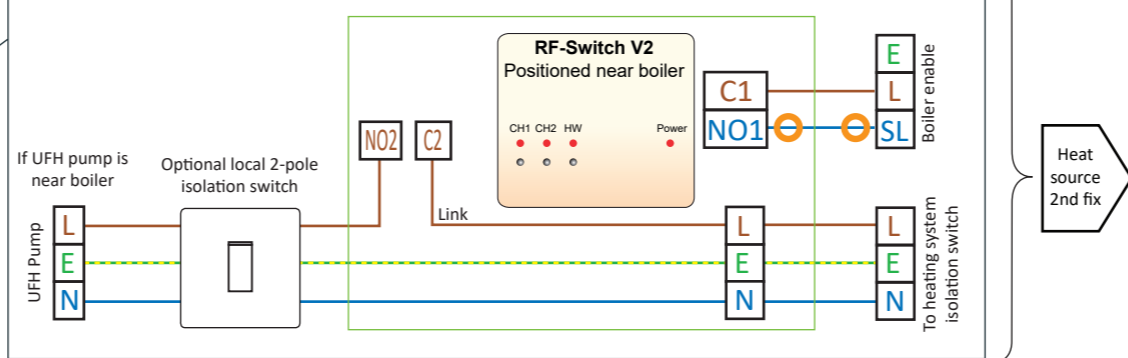 RF-Switch V2
Positioned near boiler
CH1 CH2 HW Power
C1
NO1
E
L
SL
Boiler enable
NO2 C2
If UFH pump is
near boiler
Optional local 2-pole
isolation switch
Link
UFH Pump
L
E
N
L
E
N
L
E
N
To heating system
isolation switch
Heat
source
2nd fix